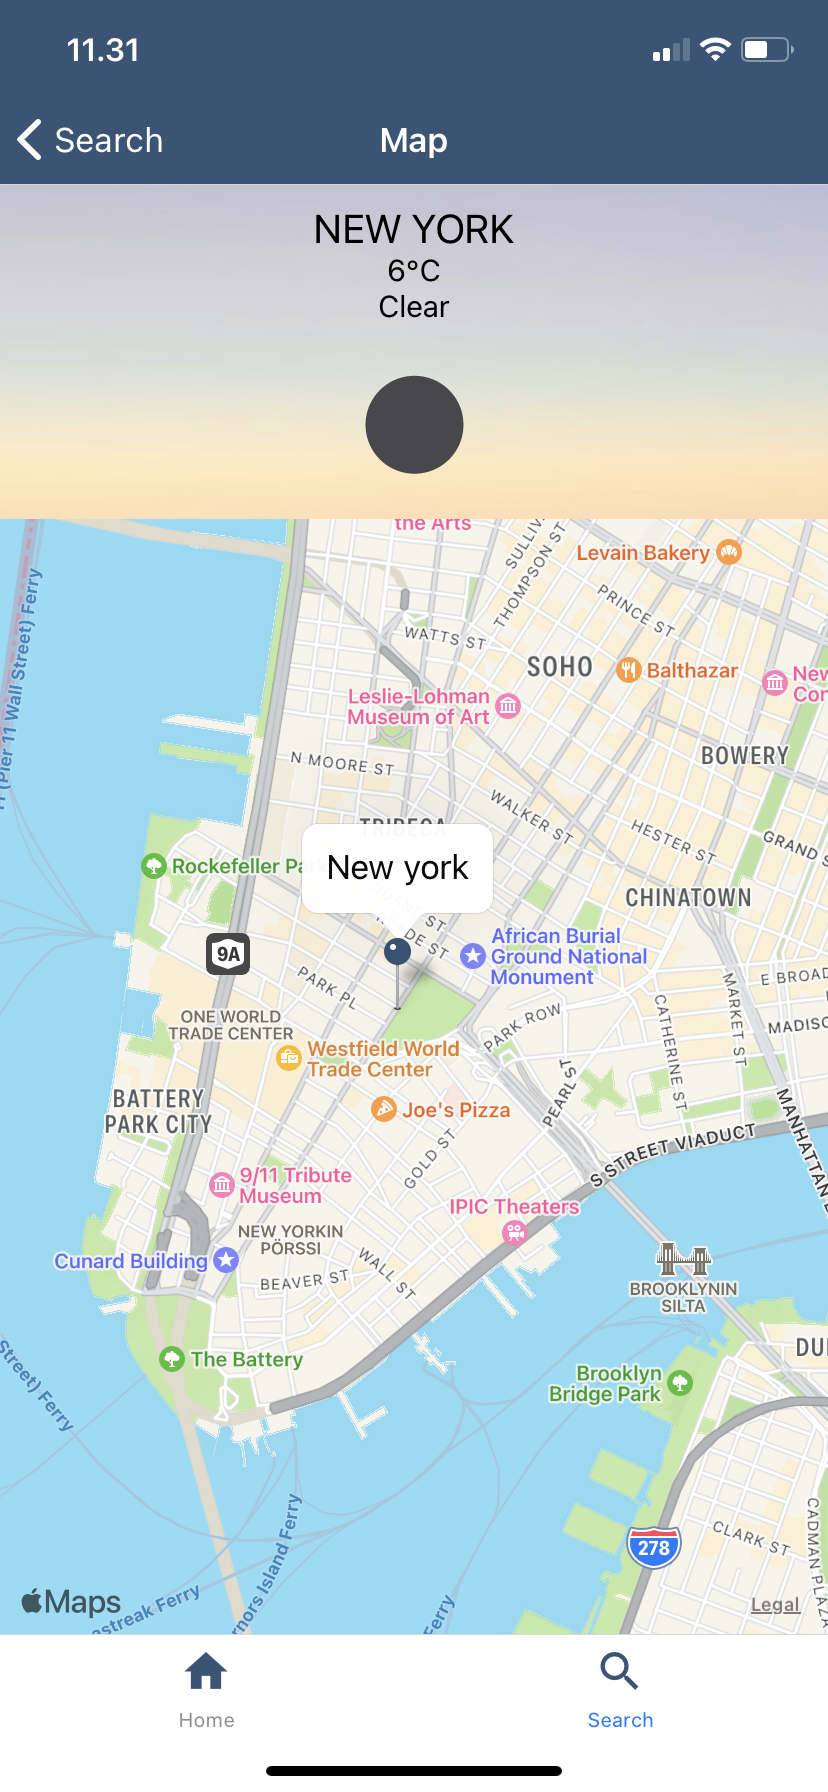 11.31
Search
Map
NEW YORK
6°C
Clear
the Arts
Levain Bakery
THOMPSON ST
PRINCE ST
WATTS ST
SOHO
Balthazar
Leslie-Lohman
Museum of Art
N MOORE ST
BOWERY
WALKER ST
TRIBECA
HESTER ST
GRAND S
Rockefeller Par
New york
CHINATOWN
(Pier 11 Wall Street) Ferry
African Burial
Ground National
Monument
9A
PARK PL
E BROAD
ONE WORLD
TRADE CENTER
PARK ROW
CATHERINE ST
MARKET ST
MADISO
Westfield World
Trade Center
PEARL ST
BATTERY
PARK CITY
Joe's Pizza
GOLD ST
S STREET VIADUCT
MANHATTAN
9/11 Tribute
Museum
IPIC Theaters
NEW YORKIN
PÖRSSI
Cunard Building
WALL ST
BEAVER ST
BROOKLYNIN
SILTA
Street) Ferry
The Battery
DU
Brooklyn
Bridge Park
278
CLARK ST
CADMAN PLAZA
Maps
Legal
astreak Ferry
rnors Island Ferry
Ferry
Home
Search